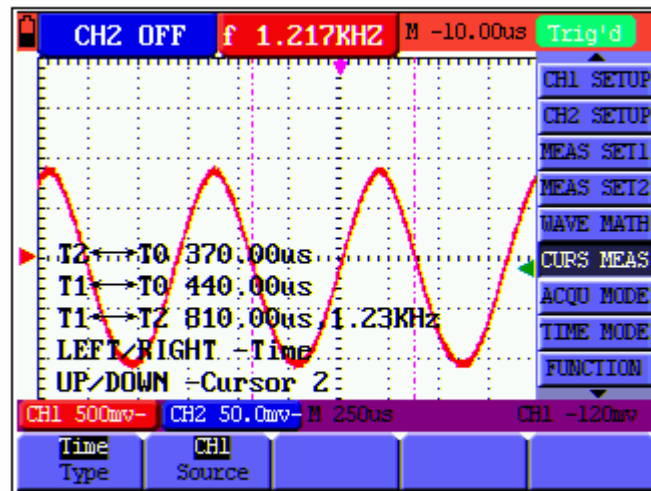 CH2 OFF f 1.217KHZ M -10.00us Trig'd
CH1 SETUP
CH2 SETUP
MEAS SET1
MEAS SET2
WAVE MATH
CURS MEAS
ACQU MODE
TIME MODE
FUNCTION
T2←→T0 370.00us
T1←→T0 440.00us
T1←→T2 810.00us,1.23KHz
LEFT/RIGHT -Time
UP/DOWN -Cursor 2
CH1 500mv- CH2 50.0mv- M 250us CH1 -120mv
Time CH1
Type Source